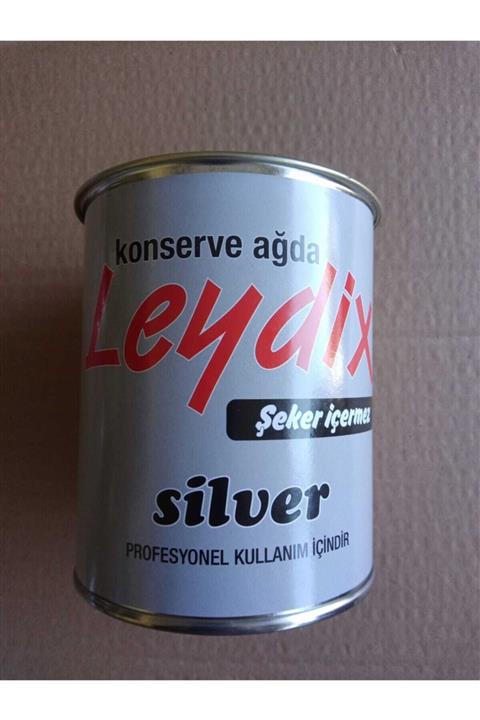 konserve ağda
Leydix
Şeker içermez
silver
PROFESYONEL KULLANIM İÇİNDİR